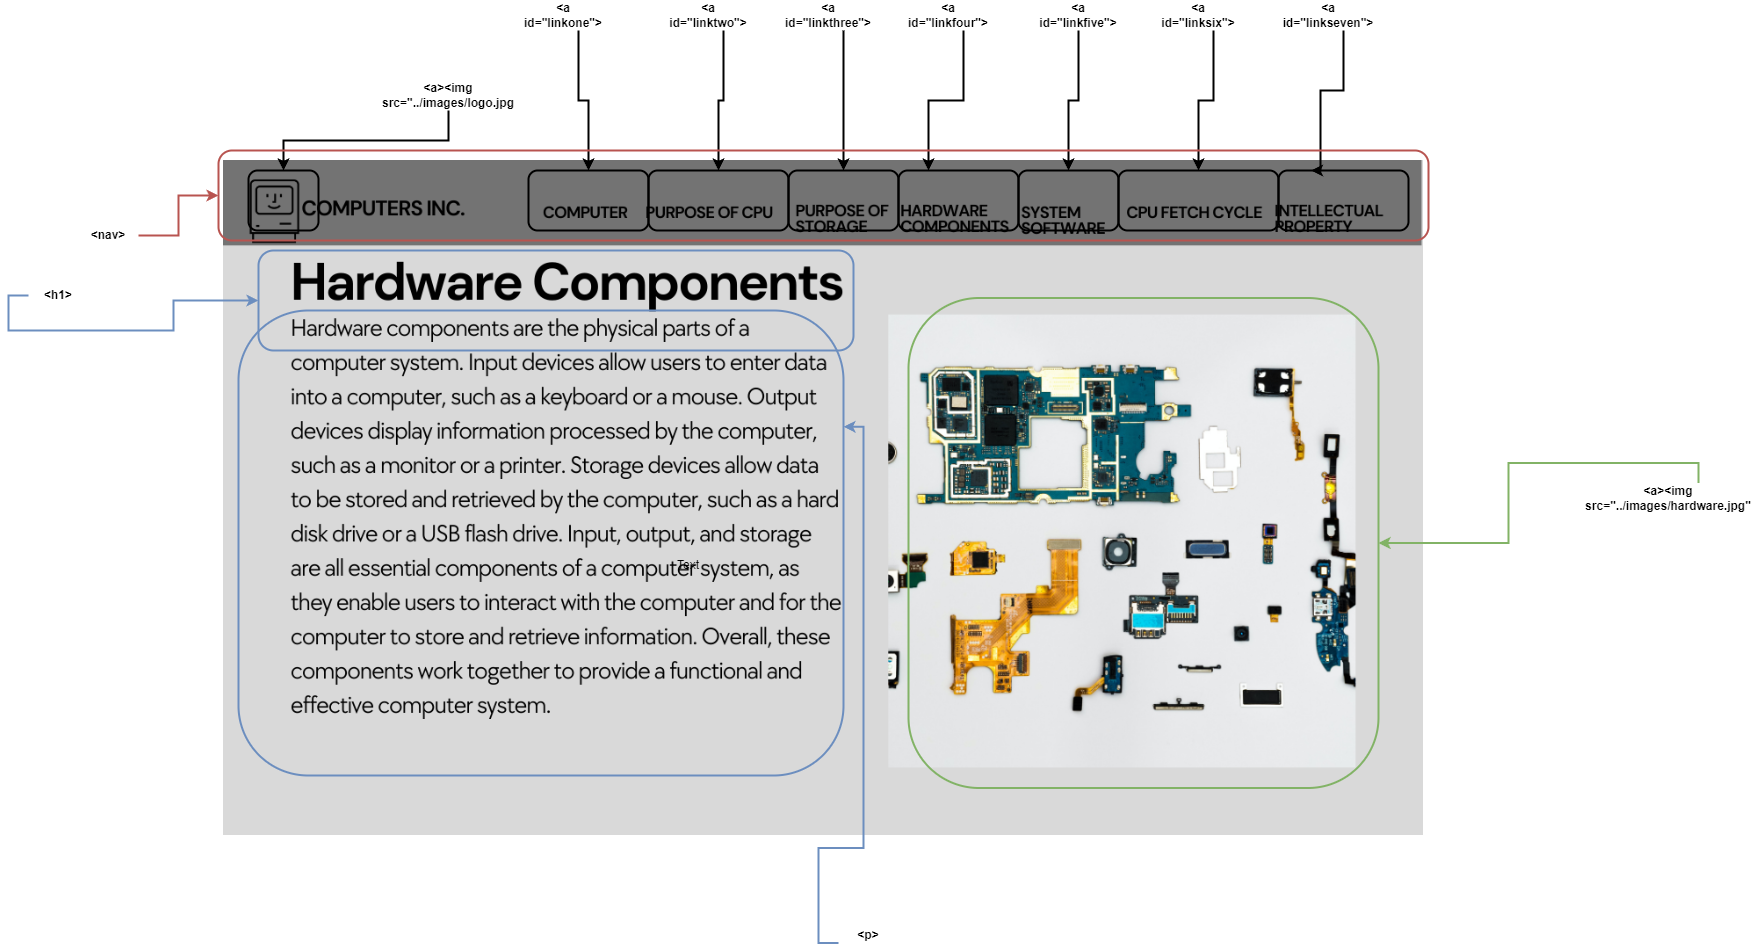 <a
id="linkone">
<a
id="linktwo">
<a
id="linkthree">
<a
id="linkfour">
<a
id="linkfive">
<a
id="linksix">
<a
id="linkseven">
<a><img
src="../images/logo.jpg
COMPUTERS INC.
COMPUTER
PURPOSE OF CPU
PURPOSE OF
STORAGE
HARDWARE
COMPONENTS
SYSTEM
SOFTWARE
CPU FETCH CYCLE
INTELLECTUAL
PROPERTY
<nav>
<h1>
Hardware Components
Hardware components are the physical parts of a
computer system. Input devices allow users to enter data
into a computer, such as a keyboard or a mouse. Output
devices display information processed by the computer,
such as a monitor or a printer. Storage devices allow data
to be stored and retrieved by the computer, such as a hard
disk drive or a USB flash drive. Input, output, and storage
are all essential components of a computer system, as
Text
they enable users to interact with the computer and for the
computer to store and retrieve information. Overall, these
components work together to provide a functional and
effective computer system.
<a><img
src="../images/hardware.jpg"
<p>